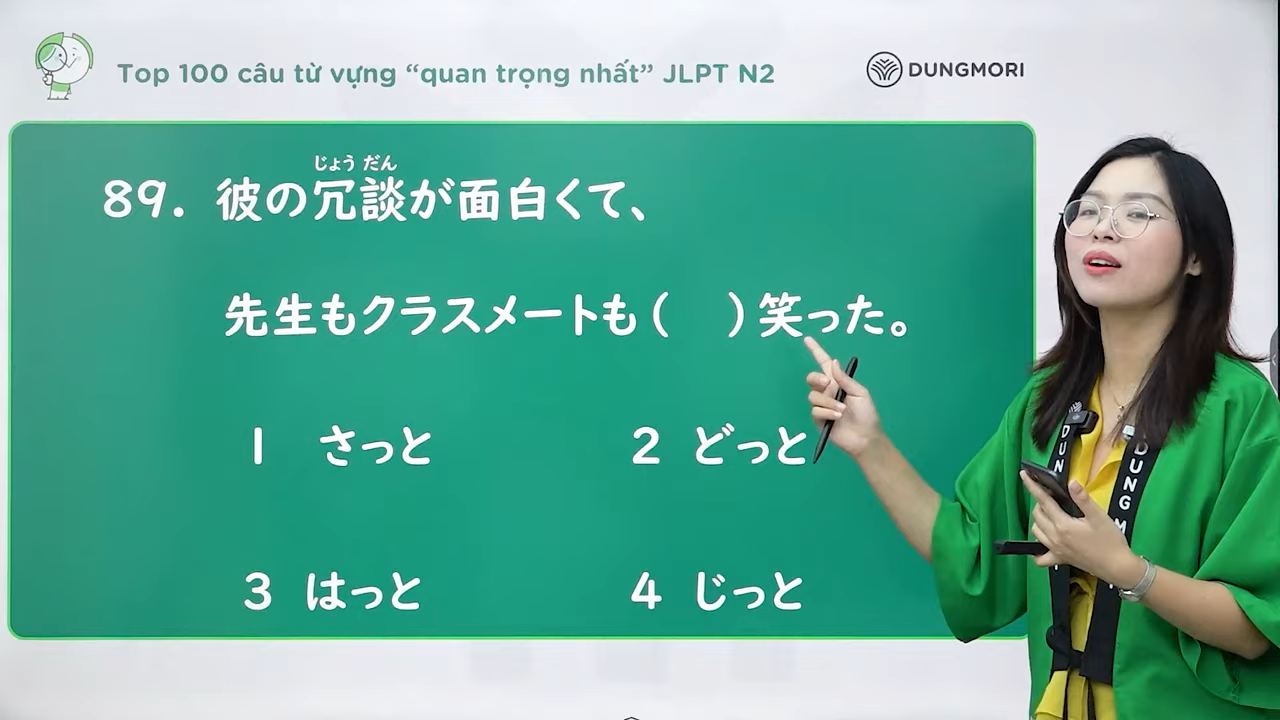 Top 100 câu từ vựng “quan trọng nhất” JLPT N2
DUNGMORI
じょう だん
89. 彼の冗談が面白くて、
先生もクラスメートも（　）笑った。
1 さっと
2 どっと
3 はっと
4 じっと
DUNG M
DUN